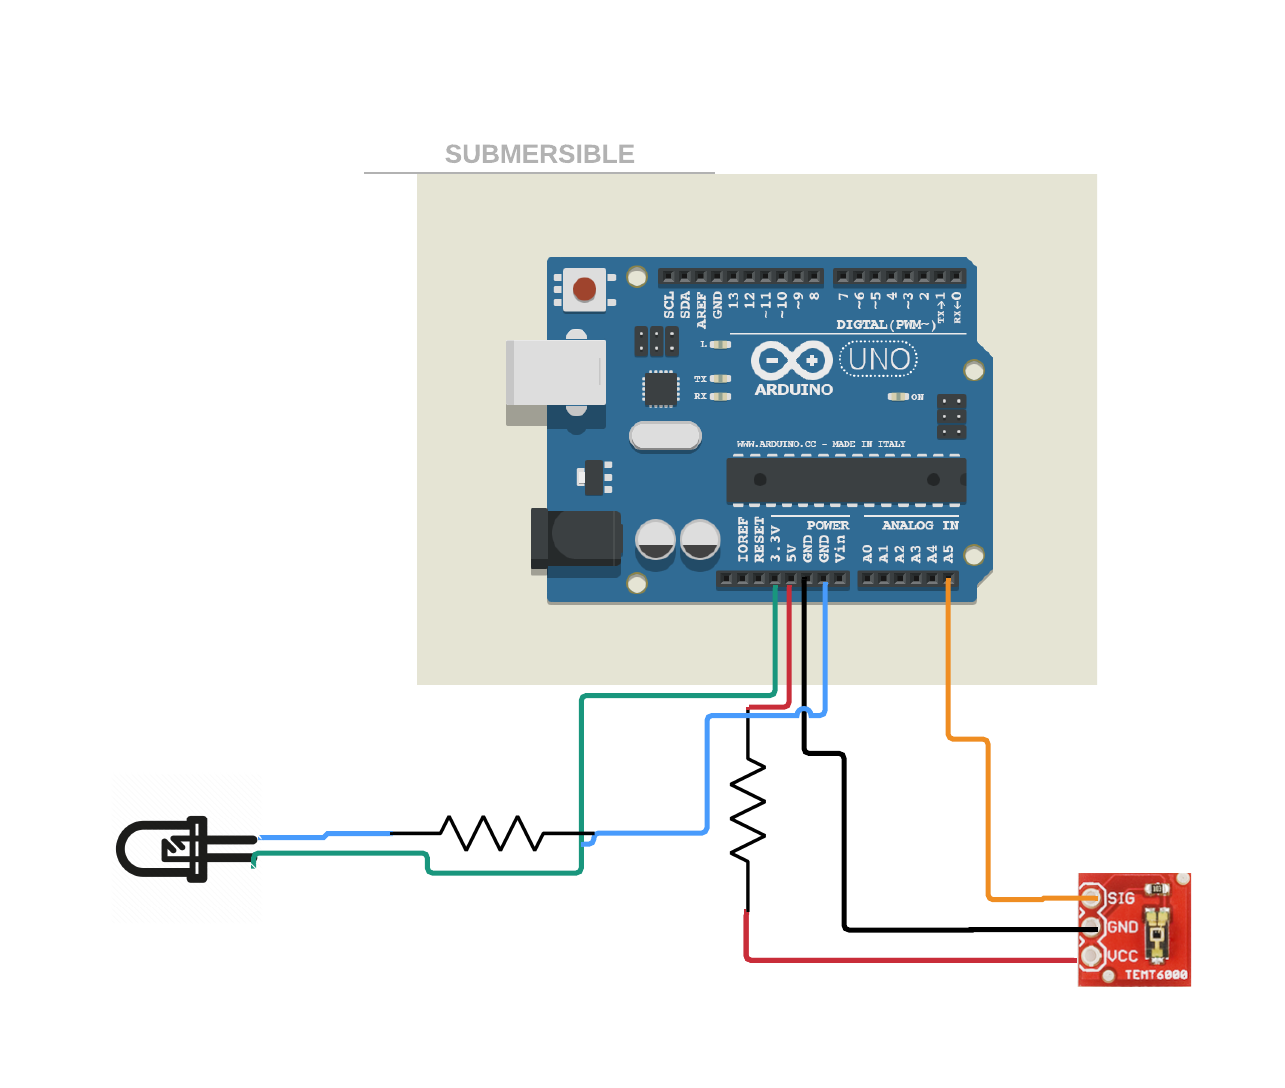 SUBMERSIBLE
SCL SDA AREF GND 13 12 ~11 ~10 ~9 8 7 ~6 ~5 4 ~3 2 TX→1 RX←0
DIGTAL(PWM~)
L
TX
RX
UNO
ARDUINO
ON
WWW.ARDUINO.CC - MADE IN ITALY
POWER ANALOG IN
IOREF RESET 3.3V 5V GND GND Vin A0 A1 A2 A3 A4 A5
SIG
GND
VCC
TEMT6000